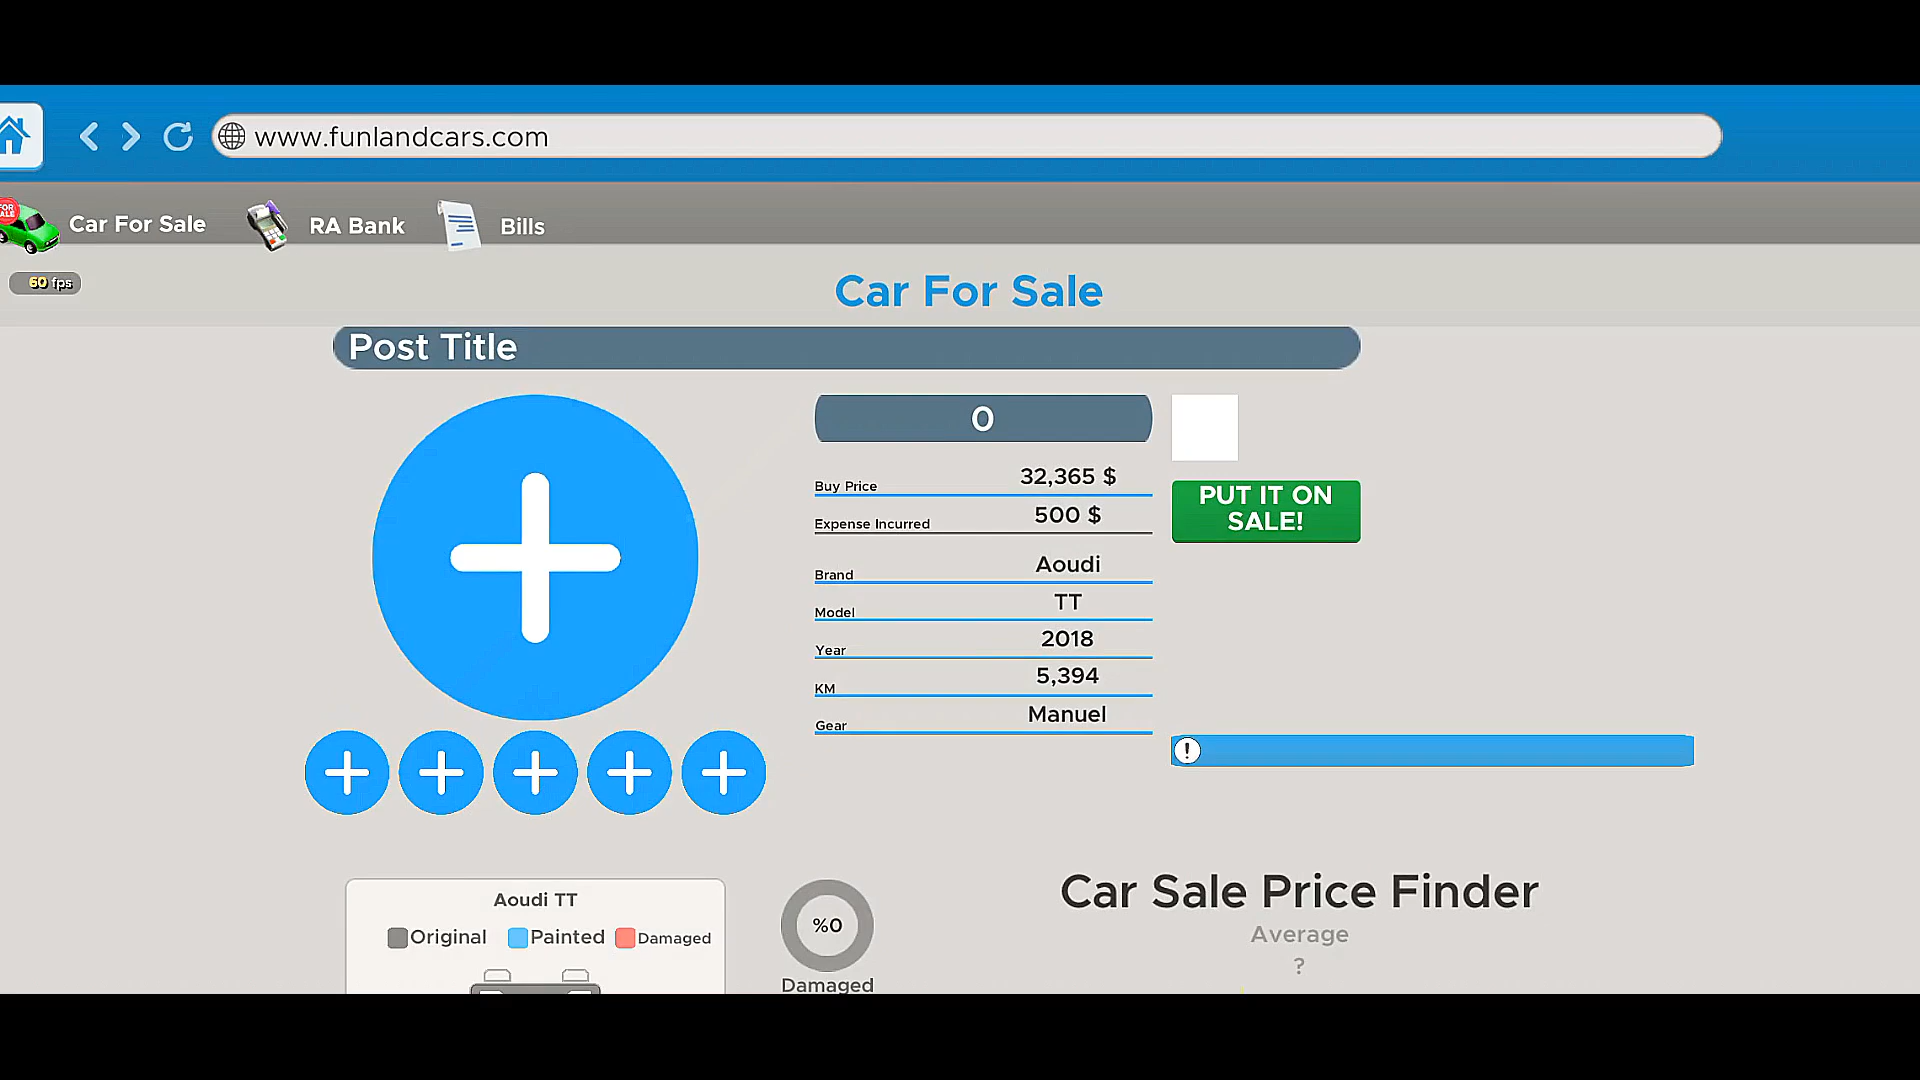 www.funlandcars.com
FOR SALE
Car For Sale
RA Bank
Bills
60 fps
Car For Sale
Post Title
0
Buy Price 32,365 $
Expense Incurred 500 $
PUT IT ON
SALE!
Brand Aoudi
Model TT
Year 2018
KM 5,394
Gear Manuel
!
Aoudi TT
Original Painted Damaged
%0
Damaged
Car Sale Price Finder
Average
?